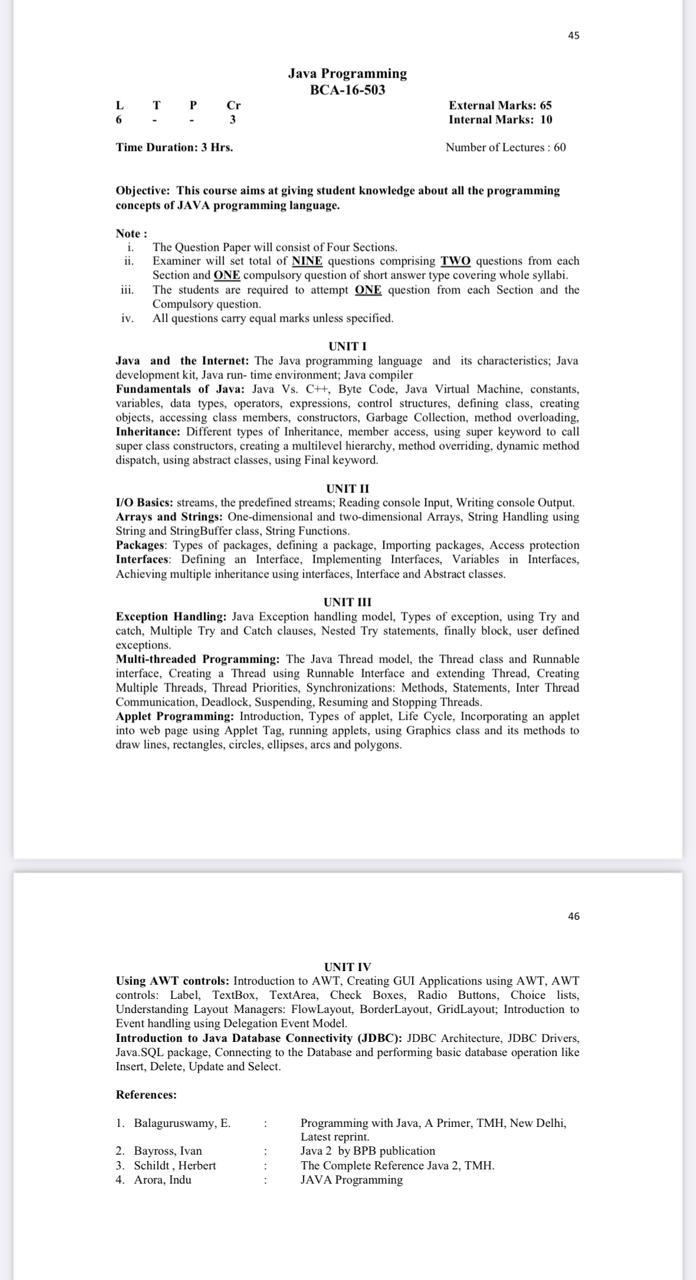 45
Java Programming
BCA-16-503
L T P Cr External Marks: 65
6 - - 3 Internal Marks: 10
Time Duration: 3 Hrs. Number of Lectures : 60
Objective: This course aims at giving student knowledge about all the programming
concepts of JAVA programming language.
Note :
i. The Question Paper will consist of Four Sections.
ii. Examiner will set total of NINE questions comprising TWO questions from each
Section and ONE compulsory question of short answer type covering whole syllabi.
iii. The students are required to attempt ONE question from each Section and the
Compulsory question.
iv. All questions carry equal marks unless specified.
UNIT I
Java and the Internet: The Java programming language and its characteristics; Java
development kit, Java run- time environment; Java compiler
Fundamentals of Java: Java Vs. C++, Byte Code, Java Virtual Machine, constants,
variables, data types, operators, expressions, control structures, defining class, creating
objects, accessing class members, constructors, Garbage Collection, method overloading,
Inheritance: Different types of Inheritance, member access, using super keyword to call
super class constructors, creating a multilevel hierarchy, method overriding, dynamic method
dispatch, using abstract classes, using Final keyword.
UNIT II
I/O Basics: streams, the predefined streams; Reading console Input, Writing console Output.
Arrays and Strings: One-dimensional and two-dimensional Arrays, String Handling using
String and StringBuffer class, String Functions.
Packages: Types of packages, defining a package, Importing packages, Access protection
Interfaces: Defining an Interface, Implementing Interfaces, Variables in Interfaces,
Achieving multiple inheritance using interfaces, Interface and Abstract classes.
UNIT III
Exception Handling: Java Exception handling model, Types of exception, using Try and
catch, Multiple Try and Catch clauses, Nested Try statements, finally block, user defined
exceptions.
Multi-threaded Programming: The Java Thread model, the Thread class and Runnable
interface, Creating a Thread using Runnable Interface and extending Thread, Creating
Multiple Threads, Thread Priorities, Synchronizations: Methods, Statements, Inter Thread
Communication, Deadlock, Suspending, Resuming and Stopping Threads.
Applet Programming: Introduction, Types of applet, Life Cycle, Incorporating an applet
into web page using Applet Tag, running applets, using Graphics class and its methods to
draw lines, rectangles, circles, ellipses, arcs and polygons.
46
UNIT IV
Using AWT controls: Introduction to AWT, Creating GUI Applications using AWT, AWT
controls: Label, TextBox, TextArea, Check Boxes, Radio Buttons, Choice lists,
Understanding Layout Managers: FlowLayout, BorderLayout, GridLayout; Introduction to
Event handling using Delegation Event Model.
Introduction to Java Database Connectivity (JDBC): JDBC Architecture, JDBC Drivers,
Java.SQL package, Connecting to the Database and performing basic database operation like
Insert, Delete, Update and Select.
References:
1. Balaguruswamy, E. : Programming with Java, A Primer, TMH, New Delhi,
Latest reprint.
2. Bayross, Ivan : Java 2 by BPB publication
3. Schildt , Herbert : The Complete Reference Java 2, TMH.
4. Arora, Indu : JAVA Programming